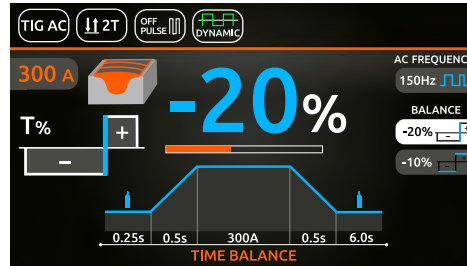 TIG AC
2T
OFF
PULSE
DYNAMIC
300 A
-20%
T%
+
-
AC FREQUENC
150Hz
BALANCE
-20%
-10%
0.25s 0.5s 300A 0.5s 6.0s
TIME BALANCE